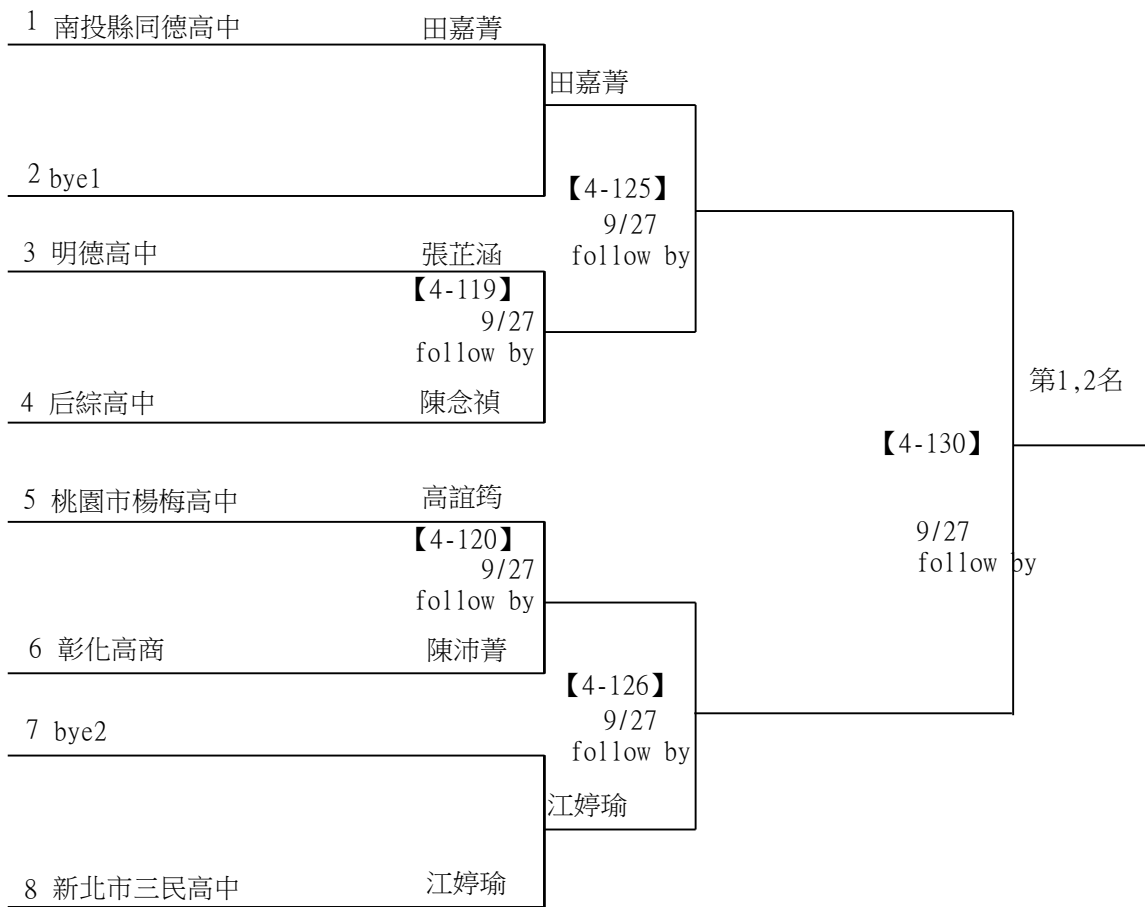 1 南投縣同德高中 田嘉菁
田嘉菁
2 bye1
【4-125】
9/27
follow by
3 明德高中 張芷涵
【4-119】
9/27
follow by
4 后綜高中 陳念禎
第1,2名
【4-130】
9/27
follow by
5 桃園市楊梅高中 高誼筠
【4-120】
9/27
follow by
6 彰化高商 陳沛菁
【4-126】
9/27
follow by
7 bye2
江婷瑜
8 新北市三民高中 江婷瑜